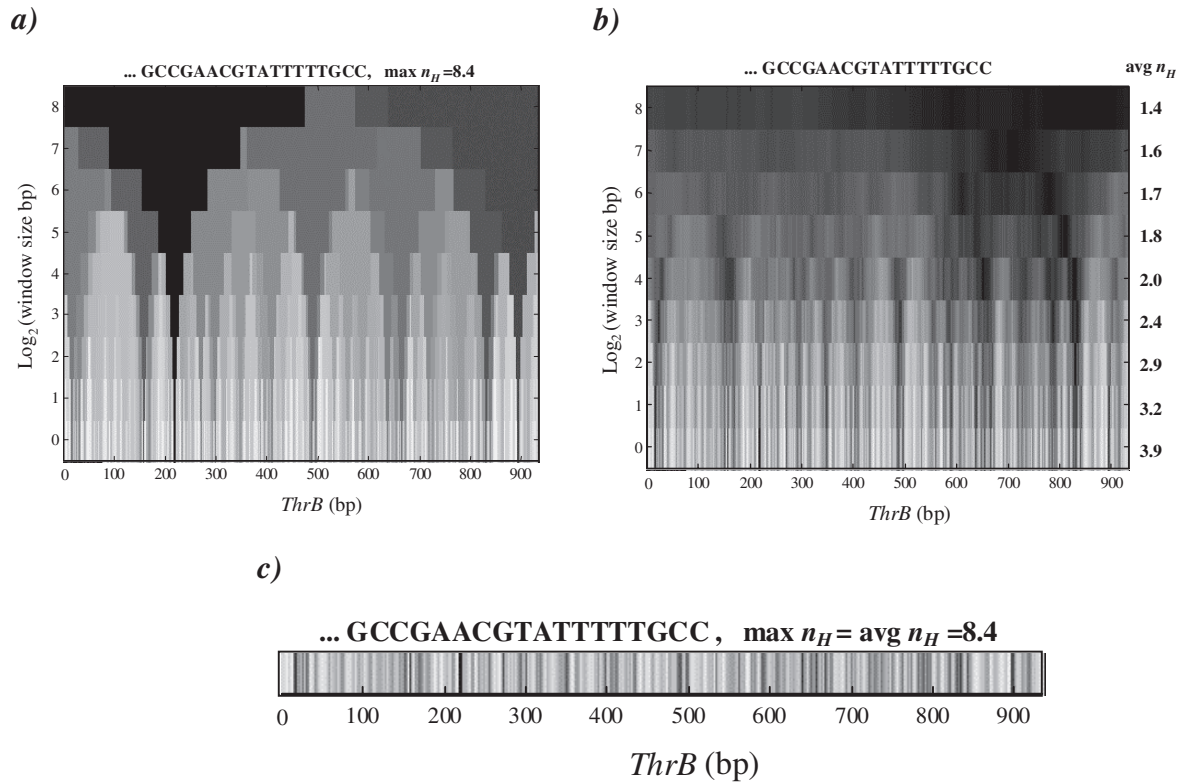 a)
... GCCGAACGTATTTTTGCC, max n_H =8.4
8
7
6
5
4
3
2
1
0
Log2 (window size bp)
0 100 200 300 400 500 600 700 800 900
ThrB (bp)
b)
... GCCGAACGTATTTTTGCC avg n_H
8 1.4
7 1.6
6 1.7
5 1.8
4 2.0
3 2.4
2 2.9
1 3.2
0 3.9
Log2 (window size bp)
0 100 200 300 400 500 600 700 800 900
ThrB (bp)
c)
... GCCGAACGTATTTTTGCC , max n_H = avg n_H =8.4
0 100 200 300 400 500 600 700 800 900
ThrB (bp)